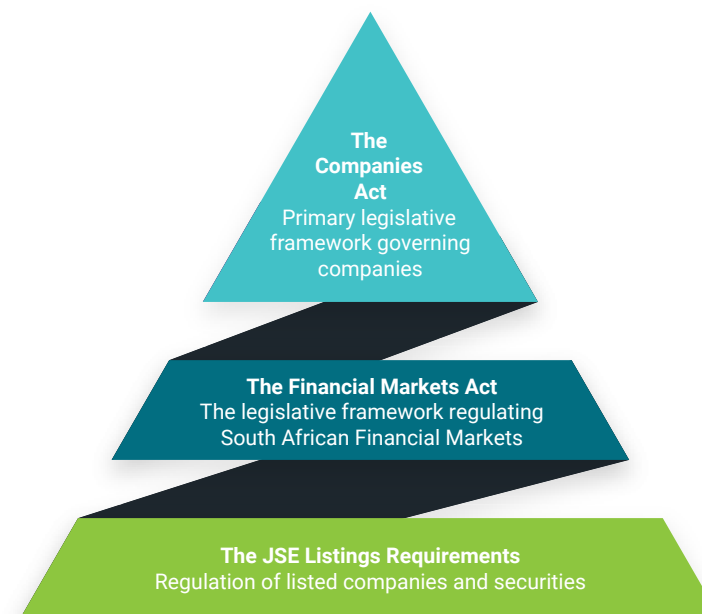 The
Companies
Act
Primary legislative
framework governing
companies
The Financial Markets Act
The legislative framework regulating
South African Financial Markets
The JSE Listings Requirements
Regulation of listed companies and securities